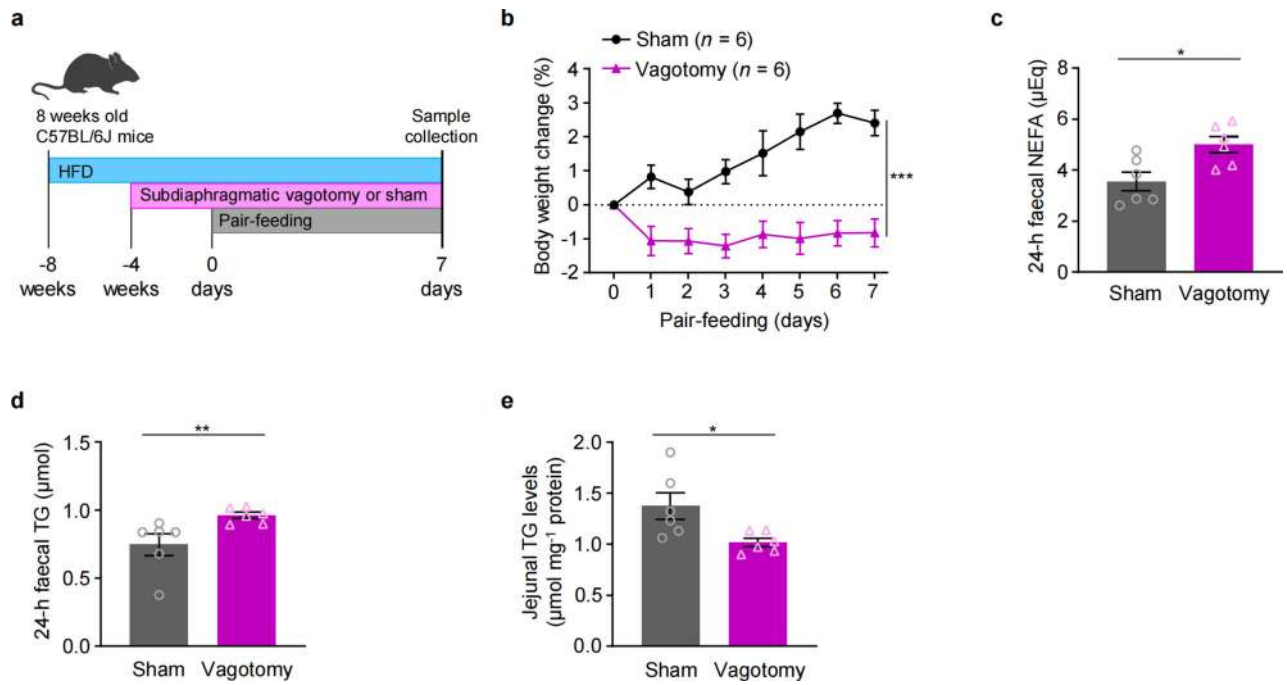 a
8 weeks old
C57BL/6J mice
Sample
collection
HFD
Subdiaphragmatic vagotomy or sham
Pair-feeding
-8
weeks
-4
weeks
0
days
7
days
b
Sham (n = 6)
Vagotomy (n = 6)
Body weight change (%)
4
3
2
1
0
-1
-2
***
0 1 2 3 4 5 6 7
Pair-feeding (days)
c
24-h faecal NEFA (µEq)
8
6
4
2
0
*
Sham Vagotomy
d
24-h faecal TG (µmol)
1.5
1.0
0.5
0.0
**
Sham Vagotomy
e
Jejunal TG levels
(µmol mg⁻¹ protein)
2.0
1.5
1.0
0.5
0.0
*
Sham Vagotomy